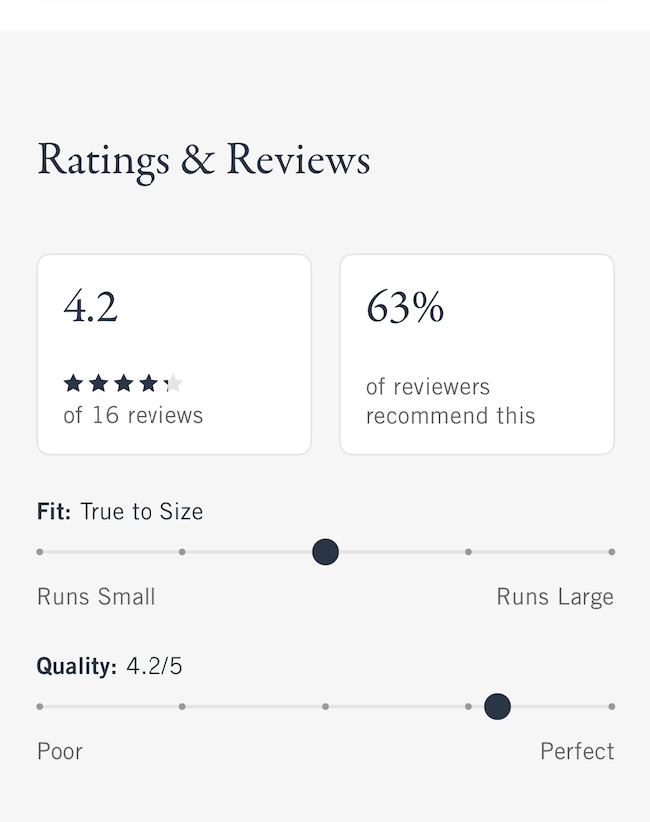 Ratings & Reviews
4.2
of 16 reviews
63%
of reviewers
recommend this
Fit: True to Size
Runs Small
Runs Large
Quality: 4.2/5
Poor
Perfect